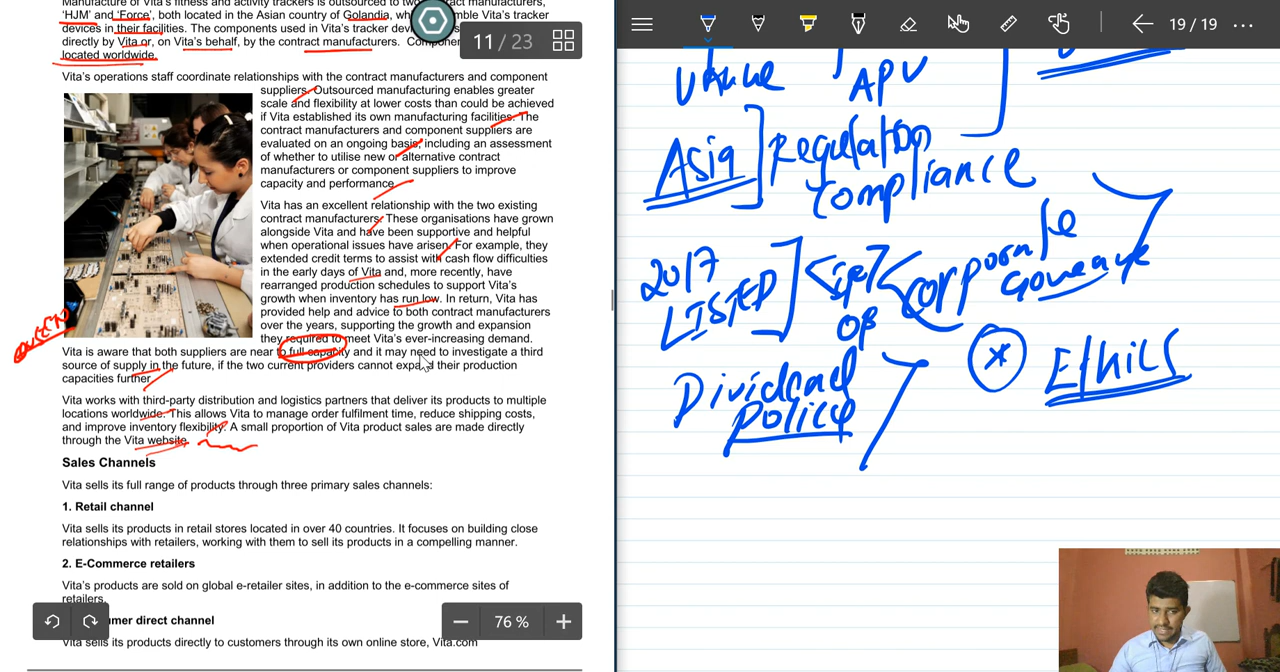 Manufacture of Vita's fitness and activity trackers is outsourced to two
act manufacturers,
'HJM' and 'Force', both located in the Asian country of Golandia, wh
mble Vita's tracker
devices in their facilities. The components used in Vita's tracker devi
directly by Vita or, on Vita's behalf, by the contract manufacturers. Compone
located worldwide.
11 / 23
Vita's operations staff coordinate relationships with the contract manufacturers and component
suppliers. Outsourced manufacturing enables greater
scale and flexibility at lower costs than could be achieved
if Vita established its own manufacturing facilities. The
contract manufacturers and component suppliers are
evaluated on an ongoing basis, including an assessment
of whether to utilise new or alternative contract
manufacturers or component suppliers to improve
capacity and performance.
Vita has an excellent relationship with the two existing
contract manufacturers. These organisations have grown
alongside Vita and have been supportive and helpful
when operational issues have arisen. For example, they
extended credit terms to assist with cash flow difficulties
in the early days of Vita and, more recently, have
rearranged production schedules to support Vita's
growth when inventory has run low. In return, Vita has
provided help and advice to both contract manufacturers
over the years, supporting the growth and expansion
they required to meet Vita's ever-increasing demand.
Vita is aware that both suppliers are near to full capacity and it may need to investigate a third
source of supply in the future, if the two current providers cannot expand their production
capacities further.
Vita works with third-party distribution and logistics partners that deliver its products to multiple
locations worldwide. This allows Vita to manage order fulfilment time, reduce shipping costs,
and improve inventory flexibility. A small proportion of Vita product sales are made directly
through the Vita website.
Sales Channels
Vita sells its full range of products through three primary sales channels:
1. Retail channel
Vita sells its products in retail stores located in over 40 countries. It focuses on building close
relationships with retailers, working with them to sell its products in a compelling manner.
2. E-Commerce retailers
Vita's products are sold on global e-retailer sites, in addition to the e-commerce sites of
retailers.
umer direct channel
Vita sells its products directly to customers through its own online store, Vita.com
76 %
19 / 19
Value
APV
Asia] Regulation
Compliance
2017
LISTED
OP
Corporate
Governance
Dividend
Policy
* Ethics